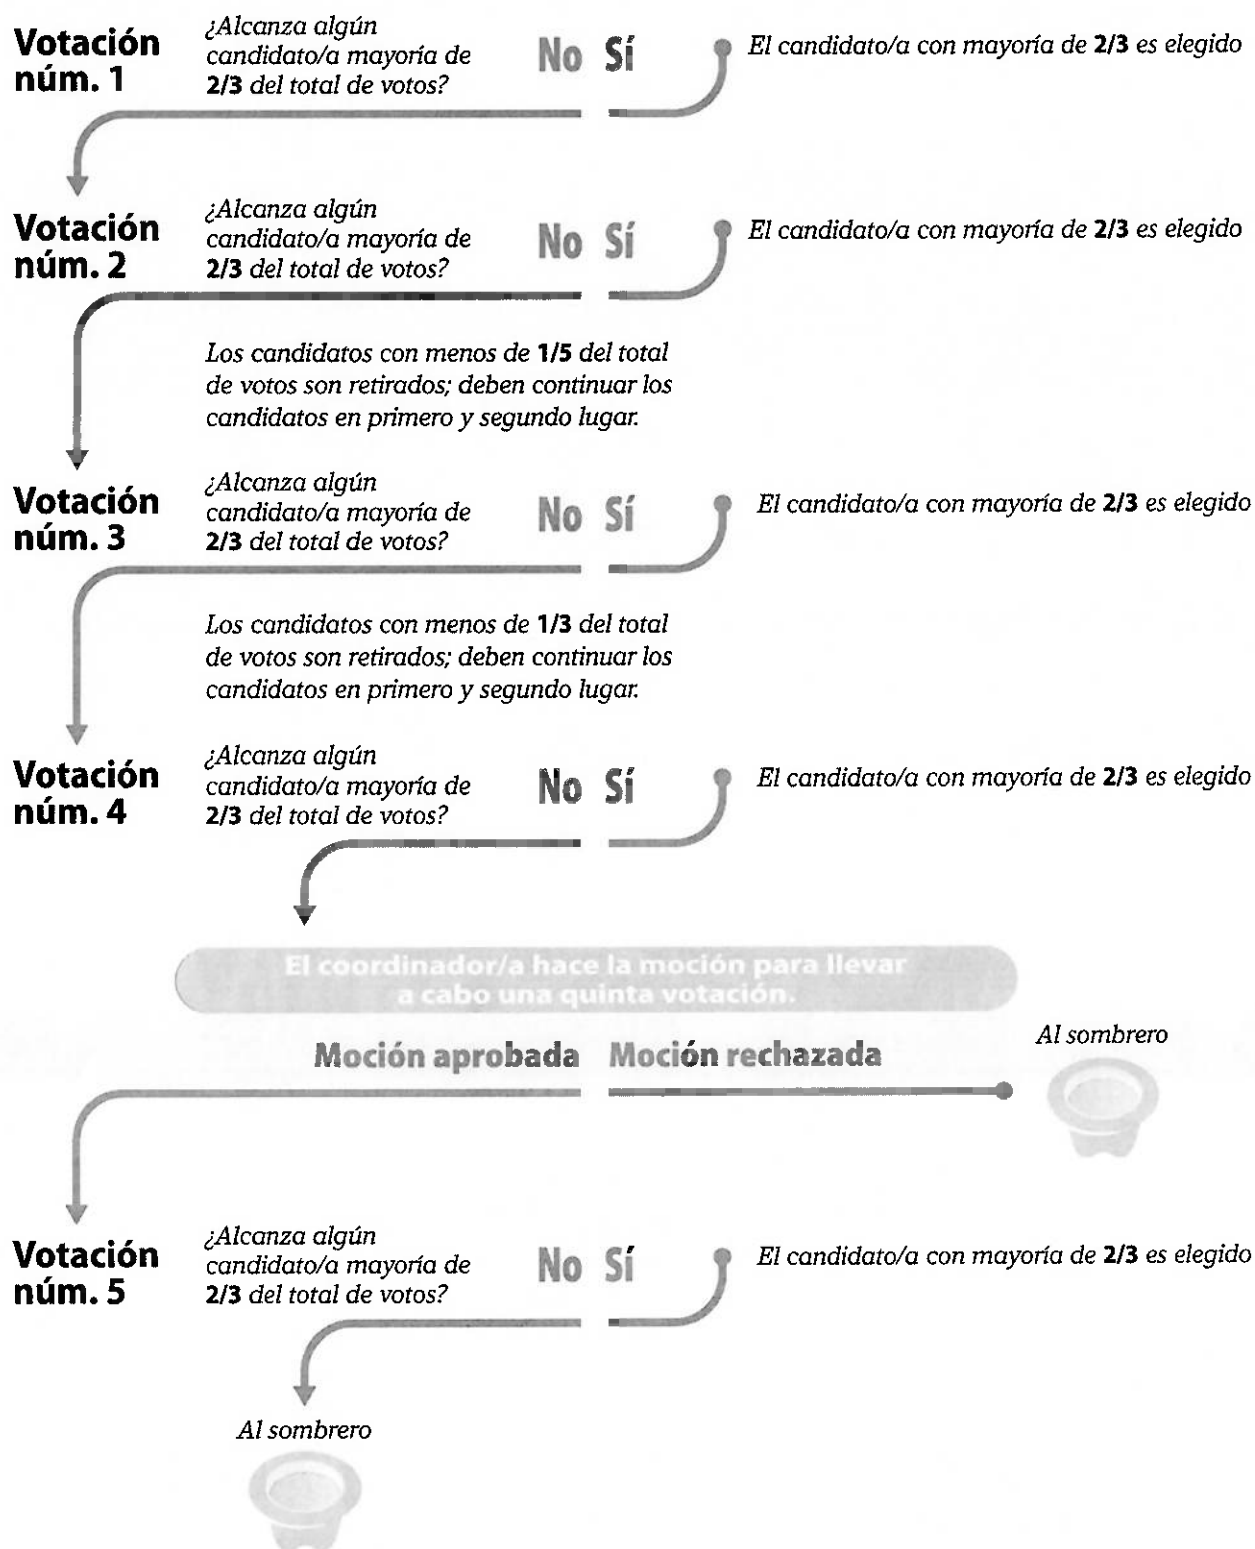 Votación
núm. 1
¿Alcanza algún
candidato/a mayoría de
2/3 del total de votos?
No Sí
El candidato/a con mayoría de 2/3 es elegido
Votación
núm. 2
¿Alcanza algún
candidato/a mayoría de
2/3 del total de votos?
No Sí
El candidato/a con mayoría de 2/3 es elegido
Los candidatos con menos de 1/5 del total
de votos son retirados; deben continuar los
candidatos en primero y segundo lugar.
Votación
núm. 3
¿Alcanza algún
candidato/a mayoría de
2/3 del total de votos?
No Sí
El candidato/a con mayoría de 2/3 es elegido
Los candidatos con menos de 1/3 del total
de votos son retirados; deben continuar los
candidatos en primero y segundo lugar.
Votación
núm. 4
¿Alcanza algún
candidato/a mayoría de
2/3 del total de votos?
No Sí
El candidato/a con mayoría de 2/3 es elegido
El coordinador/a hace la moción para llevar
a cabo una quinta votación.
Moción aprobada Moción rechazada
Al sombrero
Votación
núm. 5
¿Alcanza algún
candidato/a mayoría de
2/3 del total de votos?
No Sí
El candidato/a con mayoría de 2/3 es elegido
Al sombrero